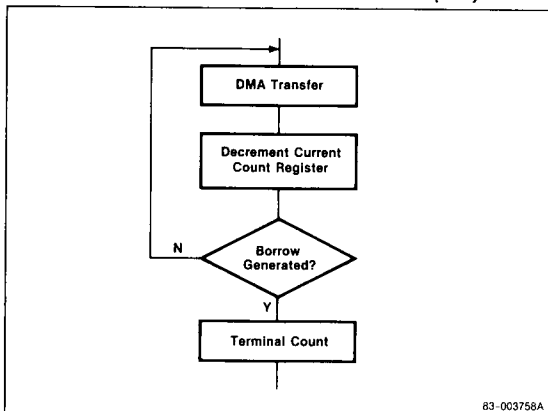 DMA Transfer
Decrement Current
Count Register
N
Borrow
Generated?
Y
Terminal Count
83-003758A